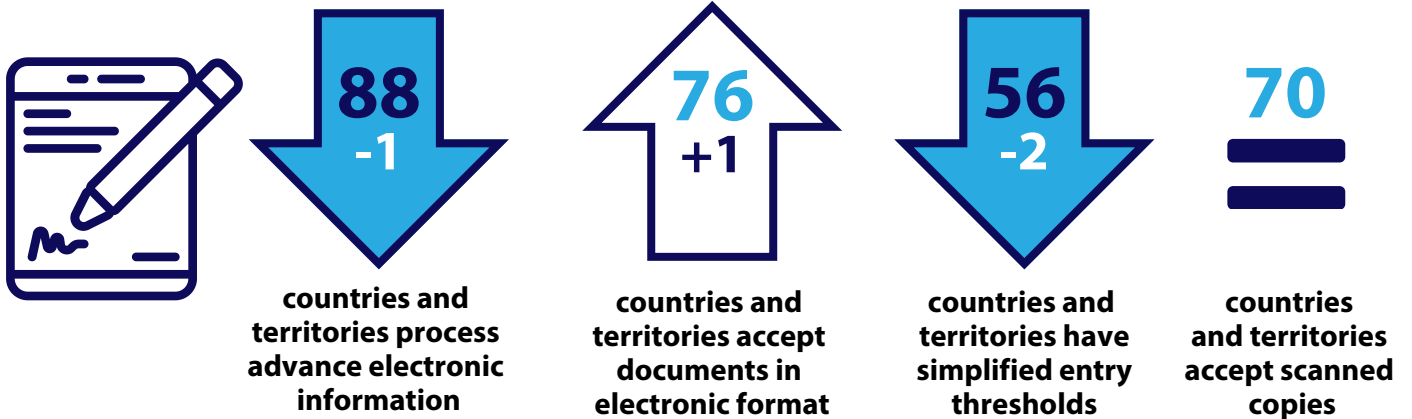 88
-1
countries and
territories process
advance electronic
information
76
+1
countries and
territories accept
documents in
electronic format
56
-2
countries and
territories have
simplified entry
thresholds
70
countries
and territories
accept scanned
copies